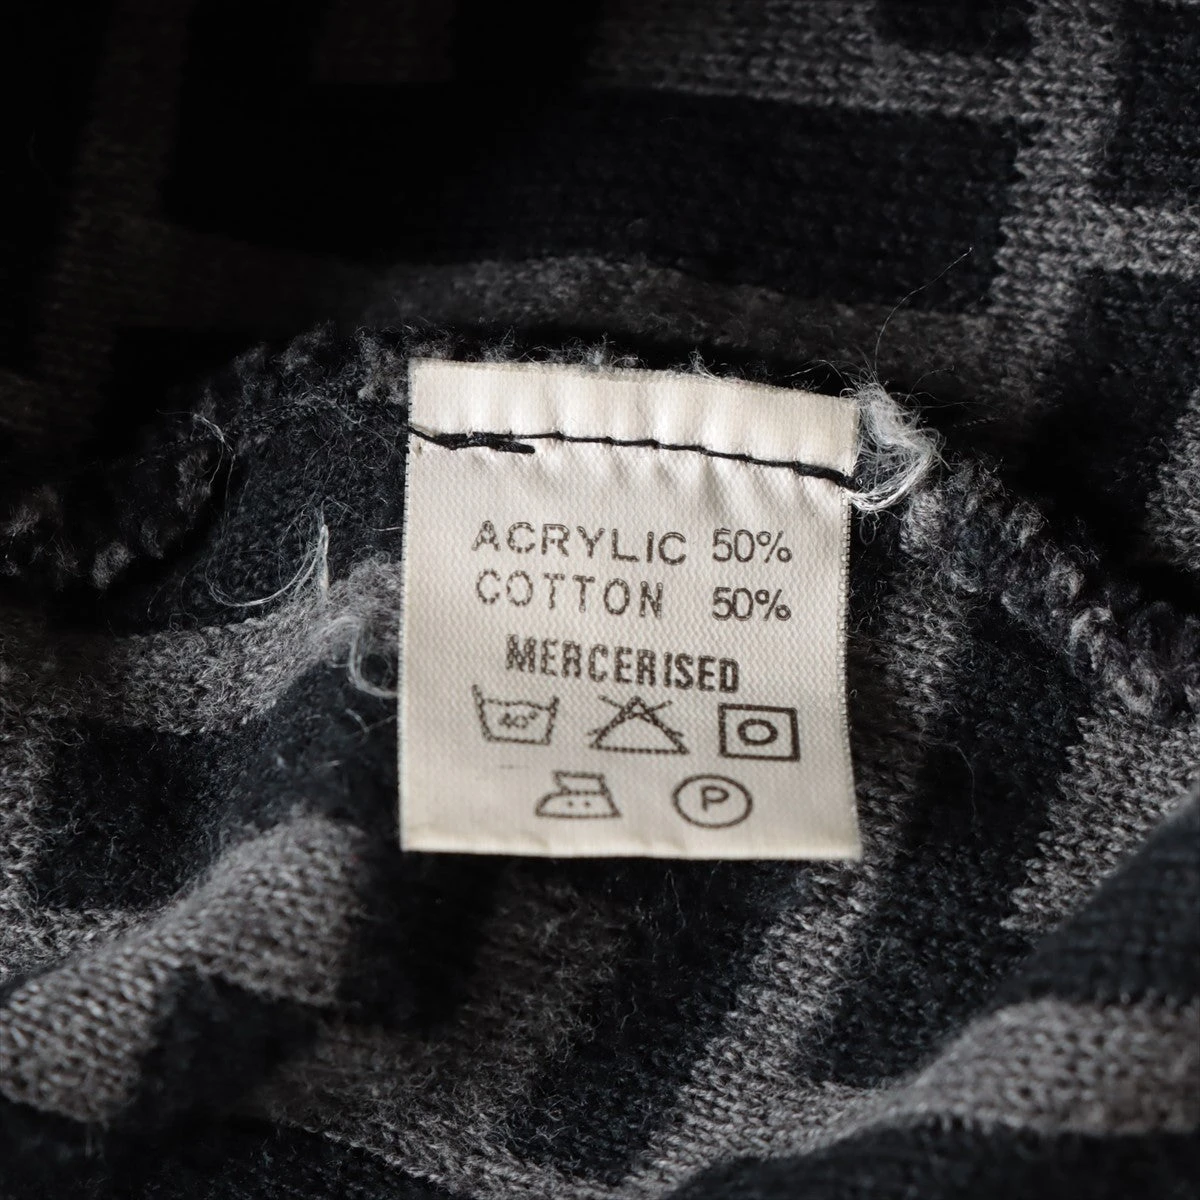 ACRYLIC 50%
COTTON 50%
MERCERISED
40°
P